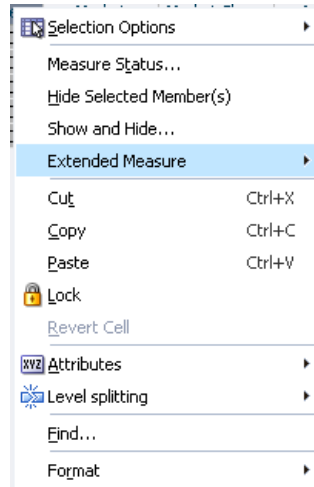 Selection Options
Measure Status...
Hide Selected Member(s)
Show and Hide...
Extended Measure
Cut Ctrl+X
Copy Ctrl+C
Paste Ctrl+V
Lock
Revert Cell
XYZ Attributes
Level splitting
Find...
Format